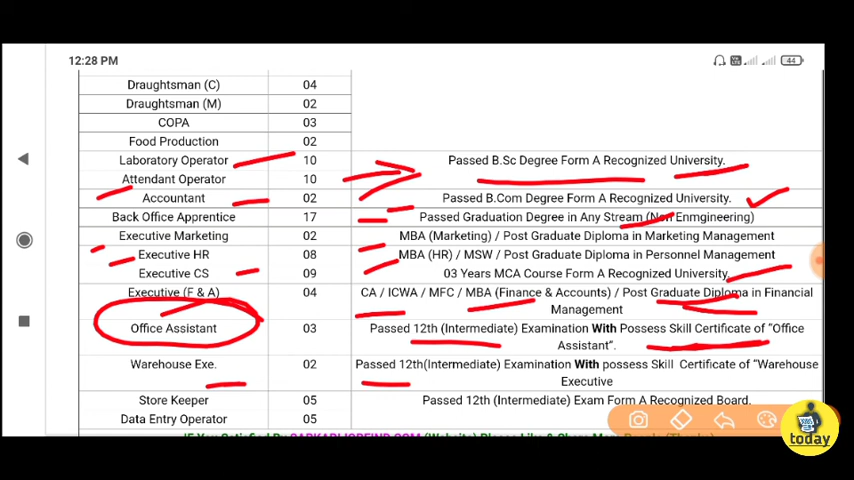 12:28 PM
44
Draughtsman (C) 04
Draughtsman (M) 02
COPA 03
Food Production 02
Laboratory Operator 10 Passed B.Sc Degree Form A Recognized University.
Attendant Operator 10
Accountant 02 Passed B.Com Degree Form A Recognized University.
Back Office Apprentice 17 Passed Graduation Degree in Any Stream (Non Enmgineering)
Executive Marketing 02 MBA (Marketing) / Post Graduate Diploma in Marketing Management
Executive HR 08 MBA (HR) / MSW / Post Graduate Diploma in Personnel Management
Executive CS 09 03 Years MCA Course Form A Recognized University.
Executive (F & A) 04 CA / ICWA / MFC / MBA (Finance & Accounts) / Post Graduate Diploma in Financial
Management
Office Assistant 03 Passed 12th (Intermediate) Examination With Possess Skill Certificate of "Office
Assistant".
Warehouse Exe. 02 Passed 12th(Intermediate) Examination With possess Skill Certificate of "Warehouse
Executive
Store Keeper 05 Passed 12th (Intermediate) Exam Form A Recognized Board.
Data Entry Operator 05
today